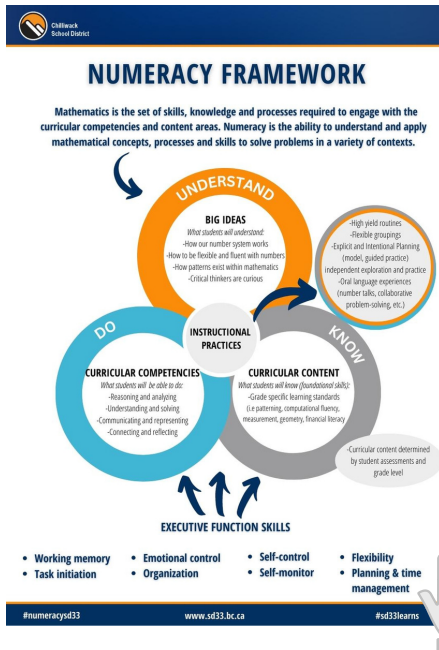 Chilliwack
School District
NUMERACY FRAMEWORK
Mathematics is the set of skills, knowledge and processes required to engage with the
curricular competencies and content areas. Numeracy is the ability to understand and apply
mathematical concepts, processes and skills to solve problems in a variety of contexts.
UNDERSTAND
BIG IDEAS
What students will understand:
-How our number system works
-How to be flexible and fluent with numbers
-How patterns exist within mathematics
-Critical thinkers are curious
-High yield routines
-Flexible groupings
-Explicit and Intentional Planning
(model, guided practice)
independent exploration and practice
-Oral language experiences
(number talks, collaborative
problem-solving, etc.)
INSTRUCTIONAL
PRACTICES
DO
CURRICULAR COMPETENCIES
What students will be able to do:
-Reasoning and analyzing
-Understanding and solving
-Communicating and representing
-Connecting and reflecting
KNOW
CURRICULAR CONTENT
What students will know (foundational skills):
-Grade specific learning standards
(i.e patterning, computational fluency,
measurement, geometry, financial literacy
-Curricular content determined
by student assessments and
grade level
EXECUTIVE FUNCTION SKILLS
• Working memory
• Task initiation
• Emotional control
• Organization
• Self-control
• Self-monitor
• Flexibility
• Planning & time
management
#numeracysd33
www.sd33.bc.ca
#sd33learns